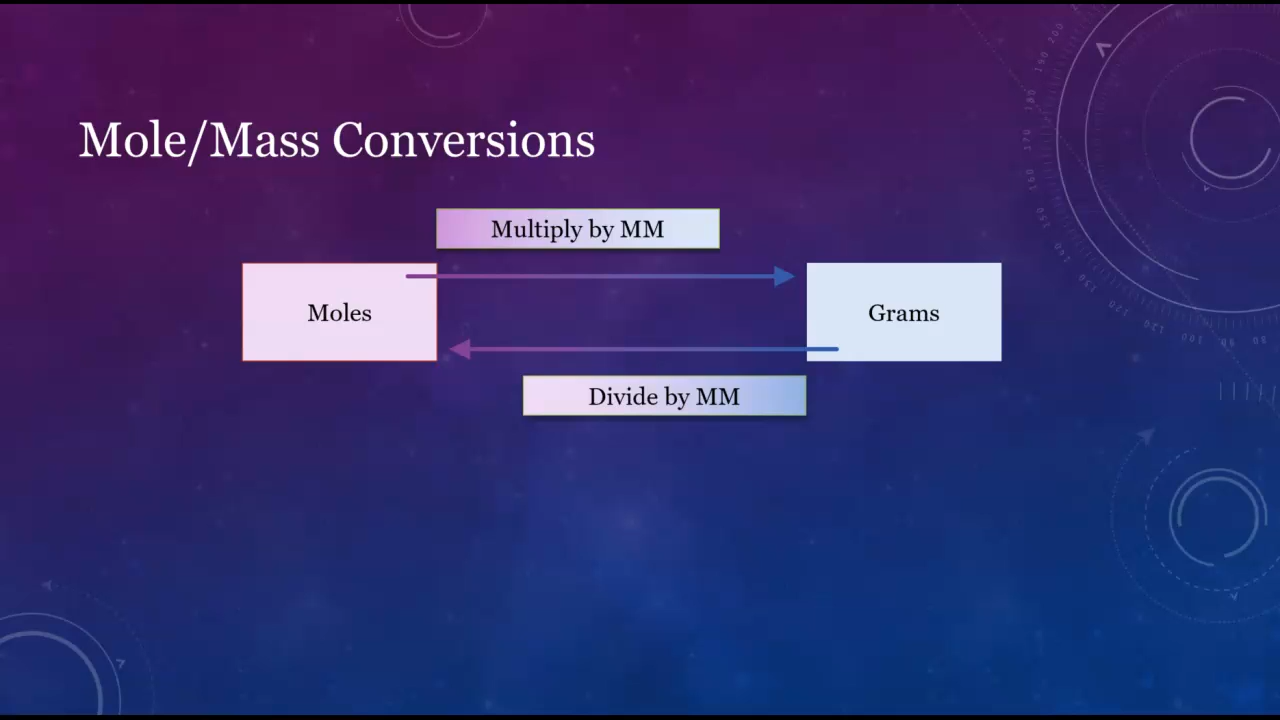 Mole/Mass Conversions
Multiply by MM
Moles
Grams
Divide by MM